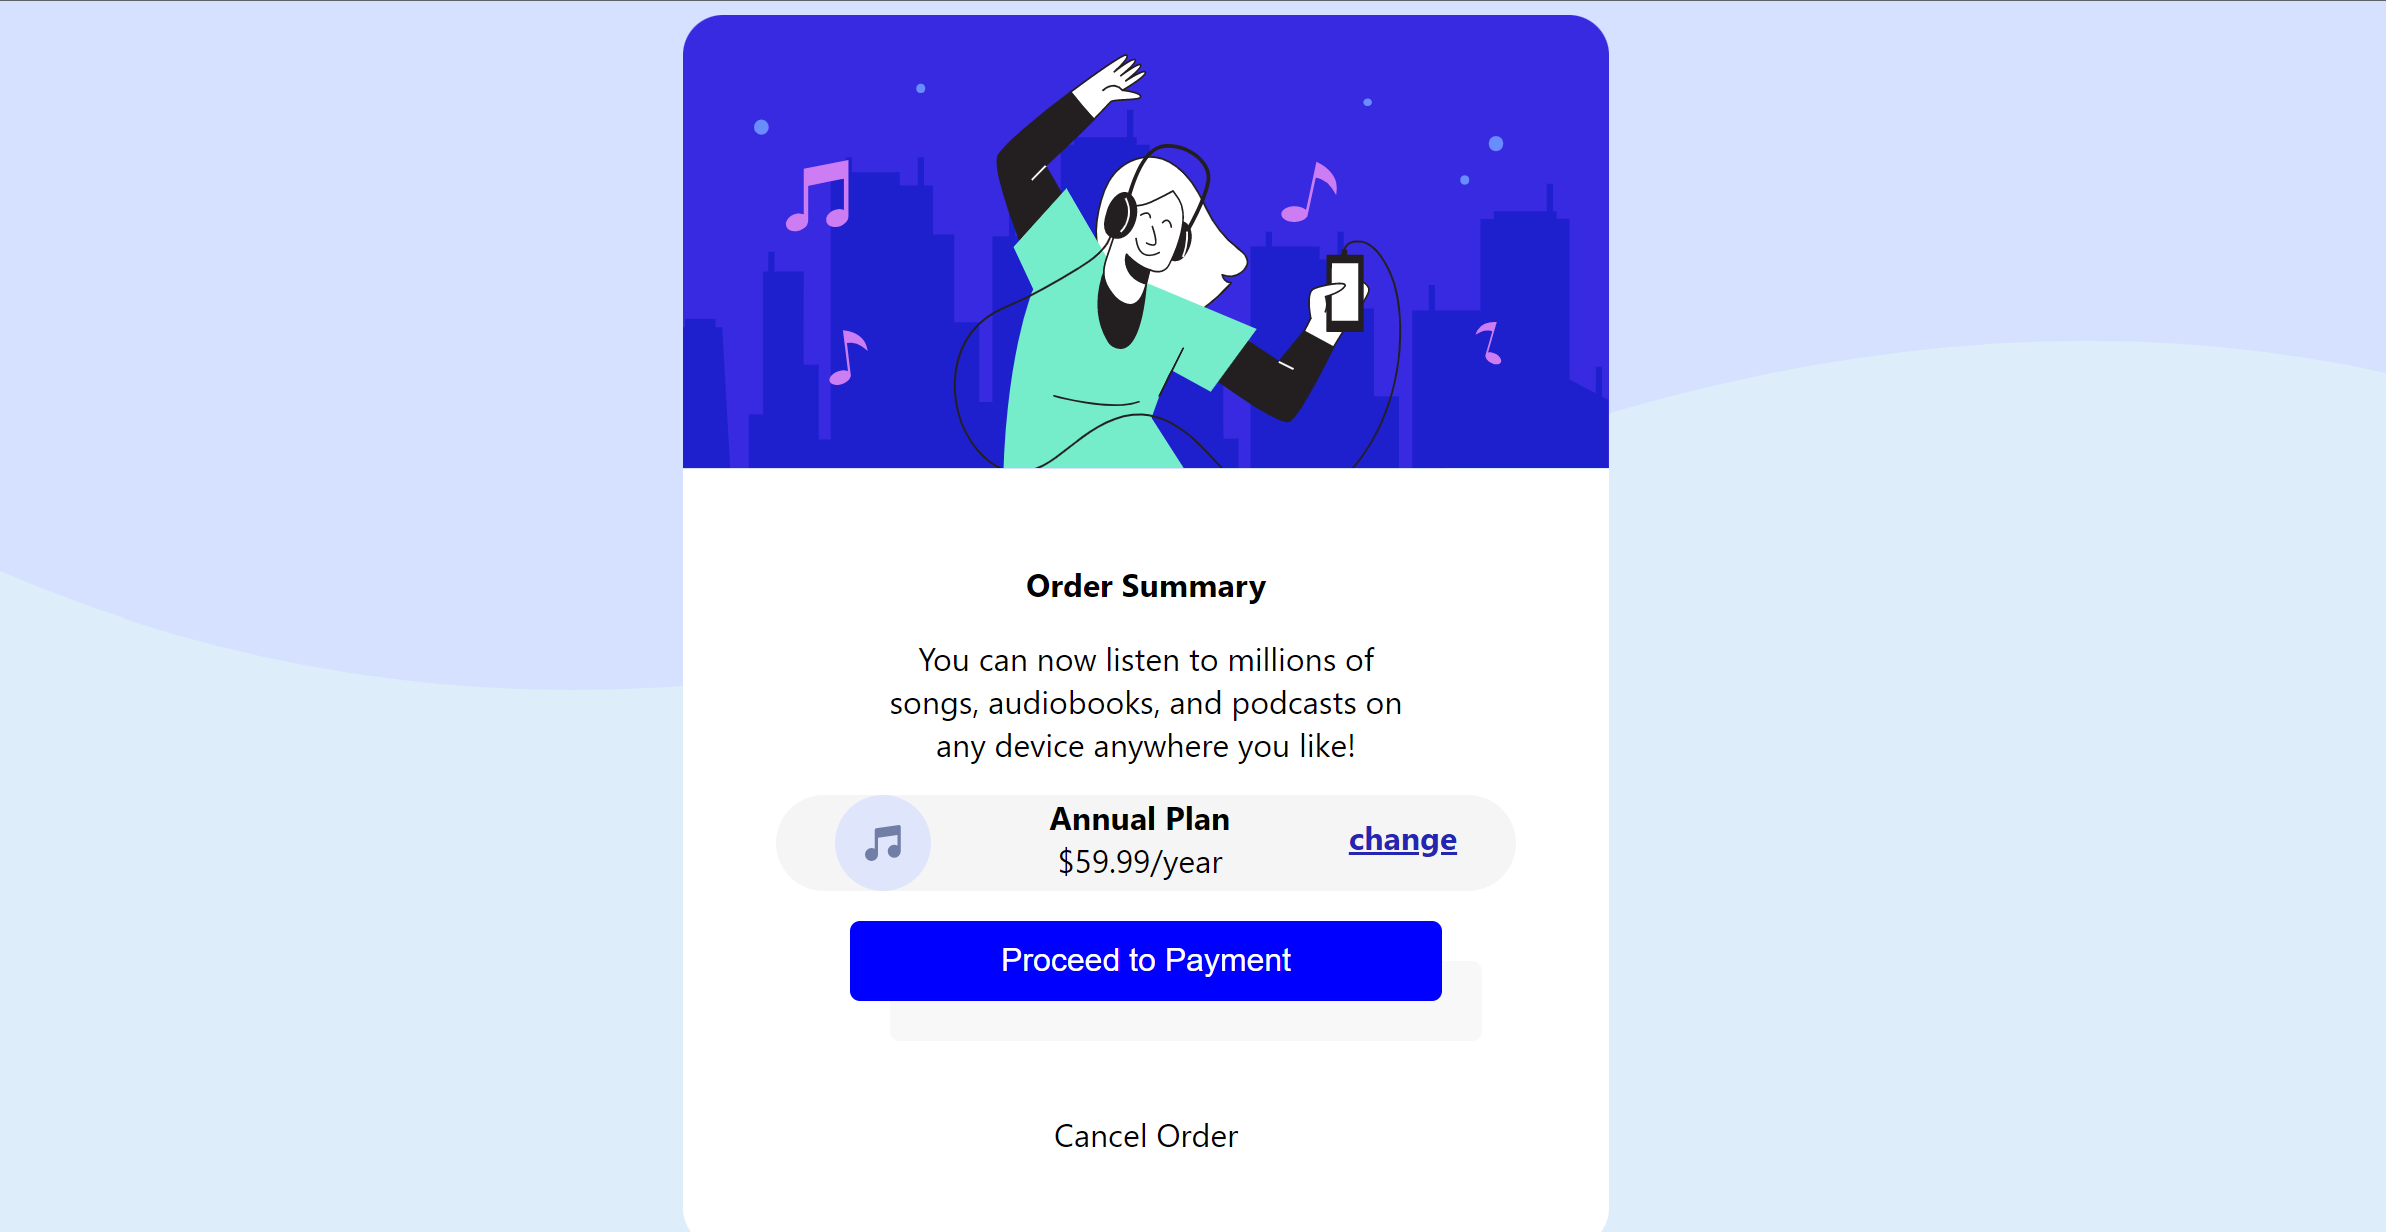 Order Summary
You can now listen to millions of
songs, audiobooks, and podcasts on
any device anywhere you like!
Annual Plan
$59.99/year
change
Proceed to Payment
Cancel Order